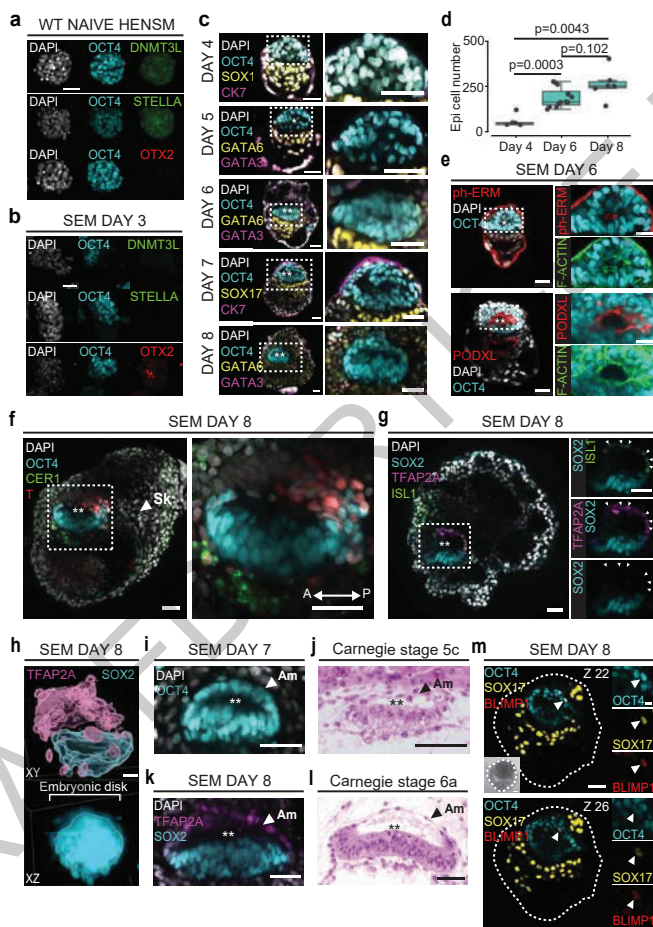 a
WT NAIVE HENSM
DAPI OCT4 DNMT3L
DAPI OCT4 STELLA
DAPI OCT4 OTX2
b
SEM DAY 3
DAPI OCT4 DNMT3L
DAPI OCT4 STELLA
DAPI OCT4 OTX2
c
DAY 4
DAPI
OCT4
SOX1
CK7
DAY 5
DAPI
OCT4
GATA6
GATA3
*
DAY 6
DAPI
OCT4
GATA6
GATA3
**
DAY 7
DAPI
OCT4
SOX17
CK7
**
DAY 8
DAPI
OCT4
GATA6
GATA3
**
d
p=0.0043
p=0.102
p=0.0003
Epi cell number
500
250
0
Day 4 Day 6 Day 8
e
SEM DAY 6
ph-ERM
DAPI
OCT4
ph-ERM
F-ACTIN
**
PODXL
DAPI
OCT4
PODXL
F-ACTIN
f
SEM DAY 8
DAPI
OCT4
CER1
T
**
Sk
A P
g
SEM DAY 8
DAPI
SOX2
TFAP2A
ISL1
**
SOX2
ISL1
TFAP2A
SOX2
SOX2
h
SEM DAY 8
TFAP2A SOX2
XY
Embryonic disk
XZ
i
SEM DAY 7
DAPI
OCT4
Am
**
j
Carnegie stage 5c
Am
**
k
SEM DAY 8
DAPI
TFAP2A
SOX2
Am
**
l
Carnegie stage 6a
Am
**
m
SEM DAY 8
OCT4
SOX17
BLIMP1
Z 22
OCT4
SOX17
BLIMP1
OCT4
SOX17
BLIMP1
Z 26
OCT4
SOX17
BLIMP1